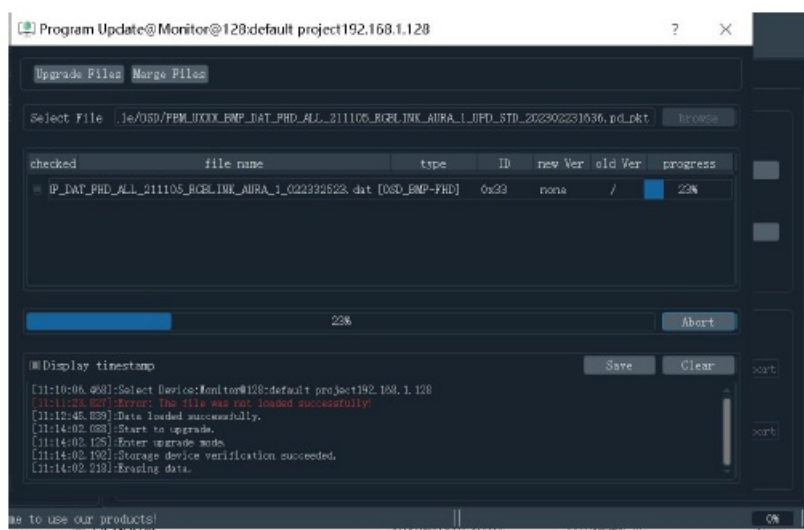 Program Update@Monitor@128:default project192.168.1.128
? ×
Upgrade Files Merge Files
Select File .le/OSD/PBM_UXXX_BMP_DAT_PHD_ALL_211105_RGBLINK_AURA_1_UPD_STD_202302231636.pd_pkt browse
checked file name type ID new Ver old Ver progress
P_DAT_PHD_ALL_211105_RGBLINK_AURA_1_022332523.dat [OSD_BMP-FHD] 0x33 none / 23%
23% Abort
Display timestamp Save Clear
[11:10:06.468]:Select Device:Monitor@128:default project192.168.1.128
[11:11:23.827]:Error: The file was not loaded successfully!
[11:12:45.839]:Data loaded successfully.
[11:14:02.088]:Start to upgrade.
[11:14:02.125]:Enter upgrade mode.
[11:14:02.192]:Storage device verification succeeded.
[11:14:02.218]:Erasing data.
port
port
me to use our products!
0%